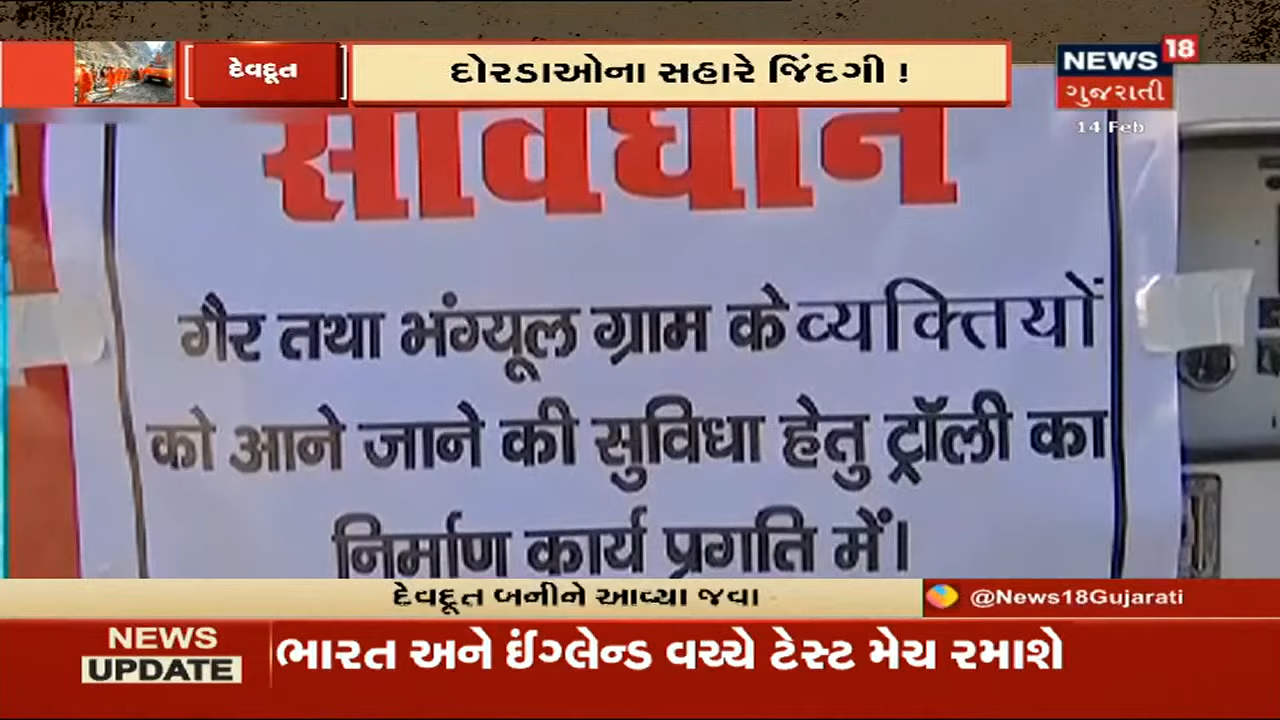 દેવદૂત
દોરડાઓના સહારે જિંદગી !
NEWS 18
ગુજરાતી
14 Feb
सावधान
गैर तथा भंग्यूल ग्राम के व्यक्तियों
को आने जाने की सुविधा हेतु ट्रॉली का
निर्माण कार्य प्रगति में।
દેવદૂત બનીને આવ્યા જવા
@News18Gujarati
NEWS
UPDATE
ભારત અને ઈંગ્લેન્ડ વચ્ચે ટેસ્ટ મેચ રમાશે